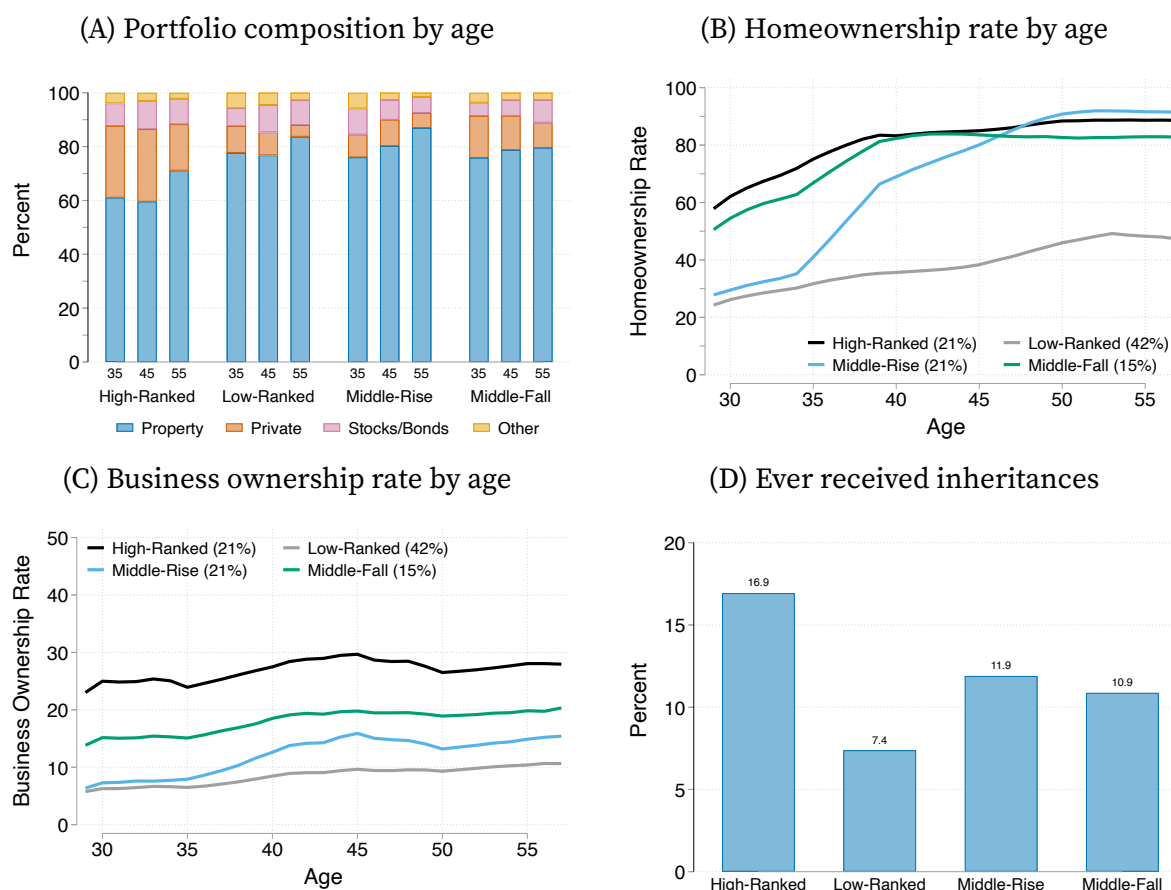 (A) Portfolio composition by age
Percent
100
80
60
40
20
0
35 45 55 35 45 55 35 45 55 35 45 55
High-Ranked Low-Ranked Middle-Rise Middle-Fall
Property Private Stocks/Bonds Other
(B) Homeownership rate by age
Homeownership Rate
100
80
60
40
20
0
High-Ranked (21%) Low-Ranked (42%)
Middle-Rise (21%) Middle-Fall (15%)
30 35 40 45 50 55
Age
(C) Business ownership rate by age
Business Ownership Rate
50
40
30
20
10
0
High-Ranked (21%) Low-Ranked (42%)
Middle-Rise (21%) Middle-Fall (15%)
30 35 40 45 50 55
Age
(D) Ever received inheritances
Percent
20
15
10
5
0
16.9
7.4
11.9
10.9
High-Ranked Low-Ranked Middle-Rise Middle-Fall